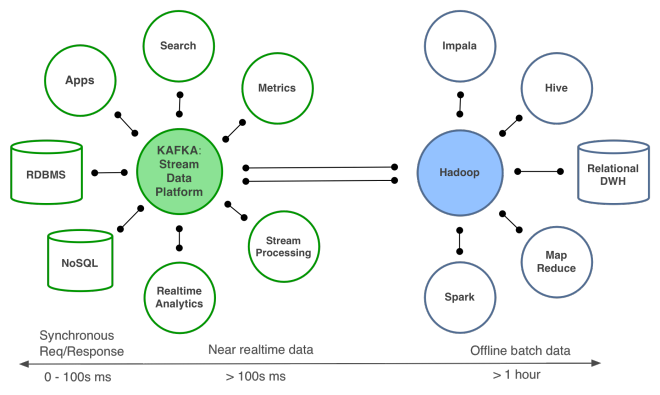 Search
Impala
Apps
Metrics
Hive
KAFKA:
Stream
Data
Platform
RDBMS
Hadoop
Relational
DWH
NoSQL
Stream
Processing
Map
Reduce
Realtime
Analytics
Spark
Synchronous
Req/Response
Near realtime data
Offline batch data
0 - 100s ms
> 100s ms
> 1 hour